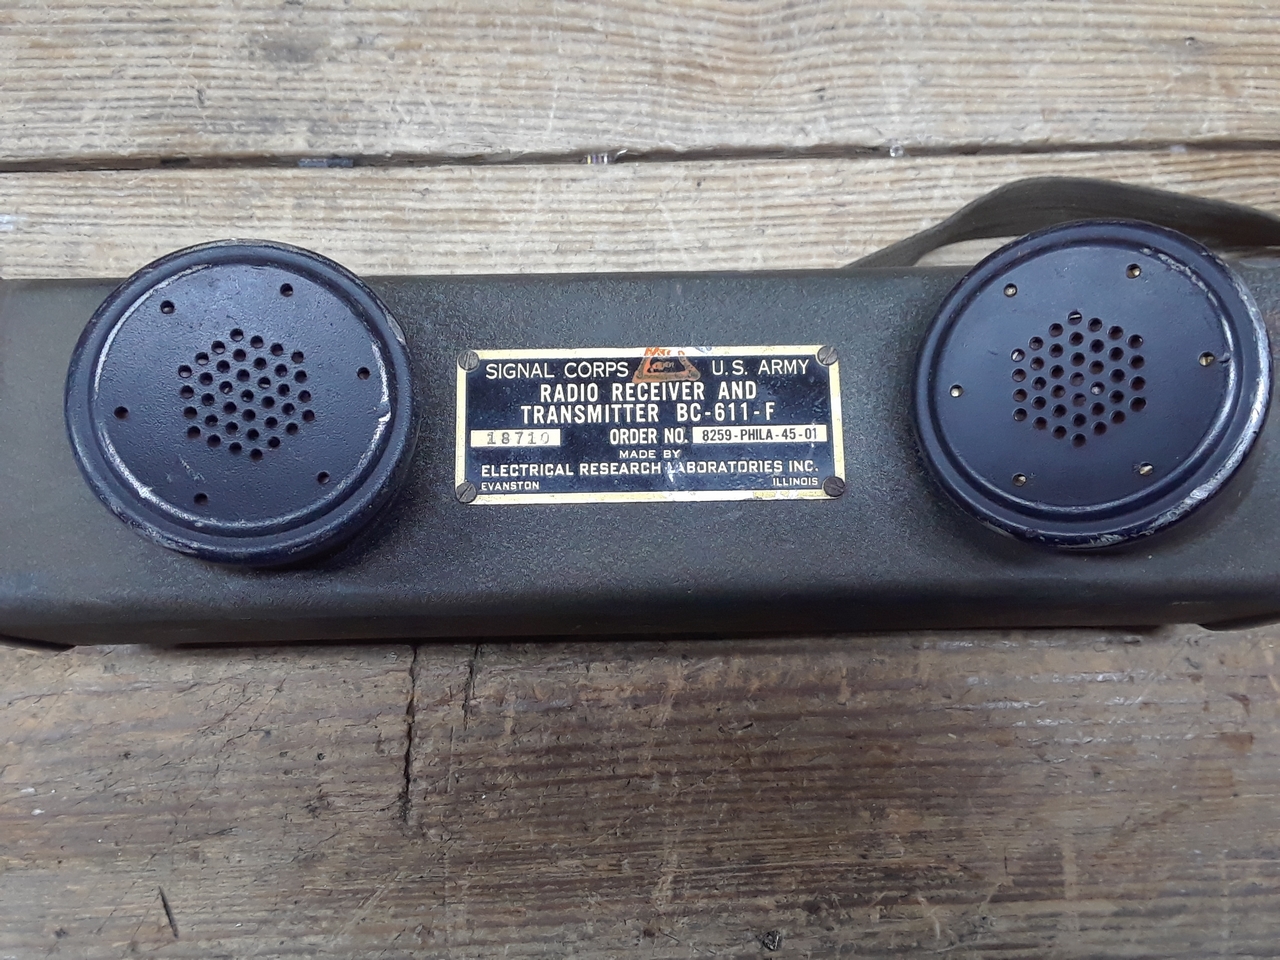 SIGNAL CORPS U.S. ARMY
RADIO RECEIVER AND
TRANSMITTER BC-611-F
18710 ORDER NO. 8259-PHILA-45-01
MADE BY
ELECTRICAL RESEARCH LABORATORIES INC.
EVANSTON ILLINOIS